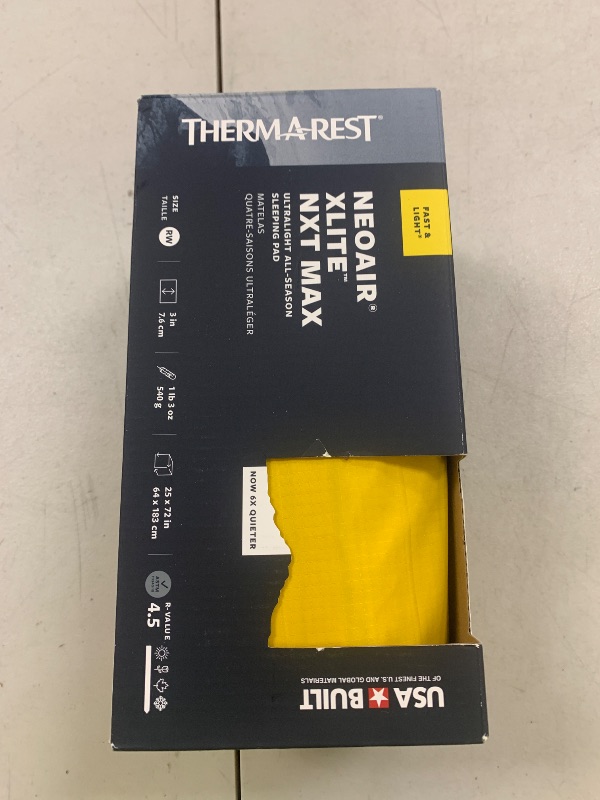 THERM-A-REST®
FAST &
LIGHT®
NEOAIR®
XLITE™
NXT MAX
ULTRALIGHT ALL-SEASON
SLEEPING PAD
MATELAS
QUATRE-SAISONS ULTRALÉGER
SIZE
TAILLE
RW
3 in
7.6 cm
1 lb 3 oz
540 g
25 x 72 in
64 x 183 cm
R-VALUE
4.5
ASTM
NOW 6X QUIETER
USA BUILT
OF THE FINEST U.S. AND GLOBAL MATERIALS